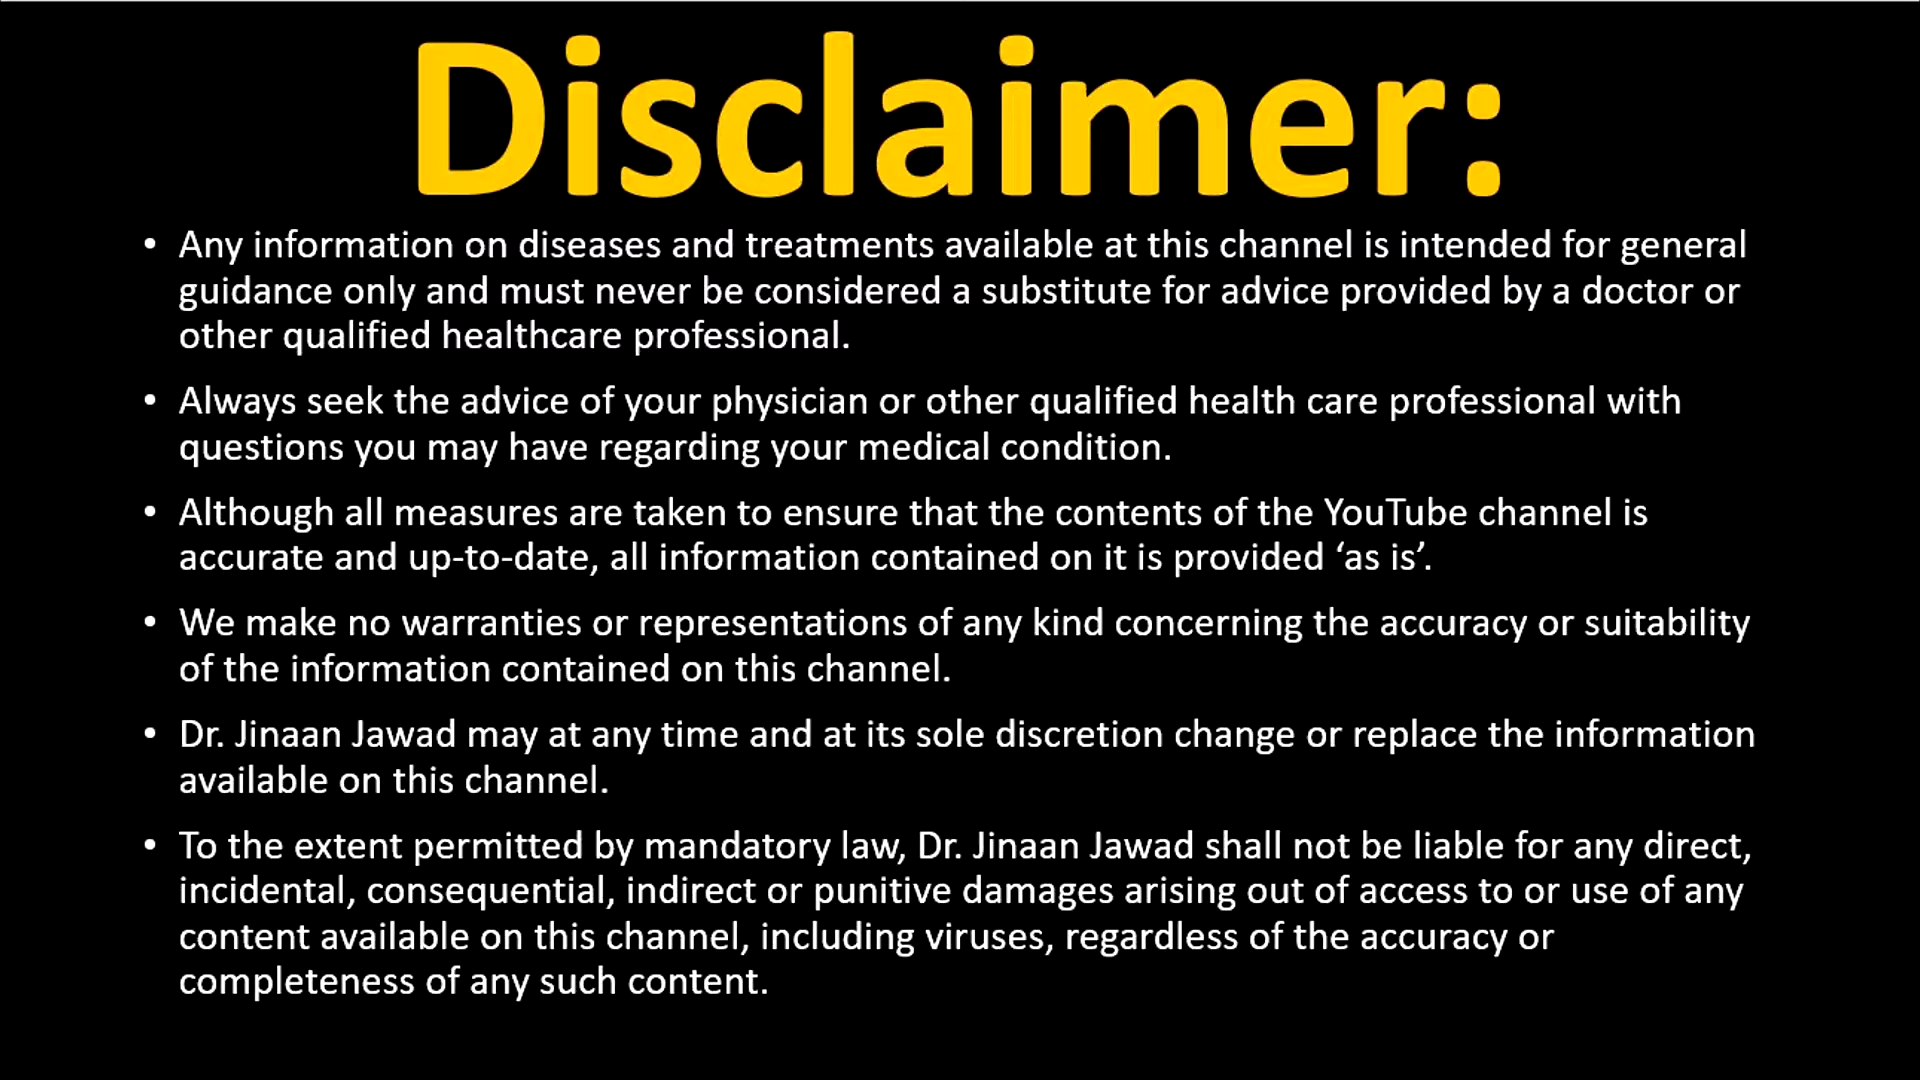 Disclaimer:
• Any information on diseases and treatments available at this channel is intended for general
guidance only and must never be considered a substitute for advice provided by a doctor or
other qualified healthcare professional.
• Always seek the advice of your physician or other qualified health care professional with
questions you may have regarding your medical condition.
• Although all measures are taken to ensure that the contents of the YouTube channel is
accurate and up-to-date, all information contained on it is provided ‘as is’.
• We make no warranties or representations of any kind concerning the accuracy or suitability
of the information contained on this channel.
• Dr. Jinaan Jawad may at any time and at its sole discretion change or replace the information
available on this channel.
• To the extent permitted by mandatory law, Dr. Jinaan Jawad shall not be liable for any direct,
incidental, consequential, indirect or punitive damages arising out of access to or use of any
content available on this channel, including viruses, regardless of the accuracy or
completeness of any such content.